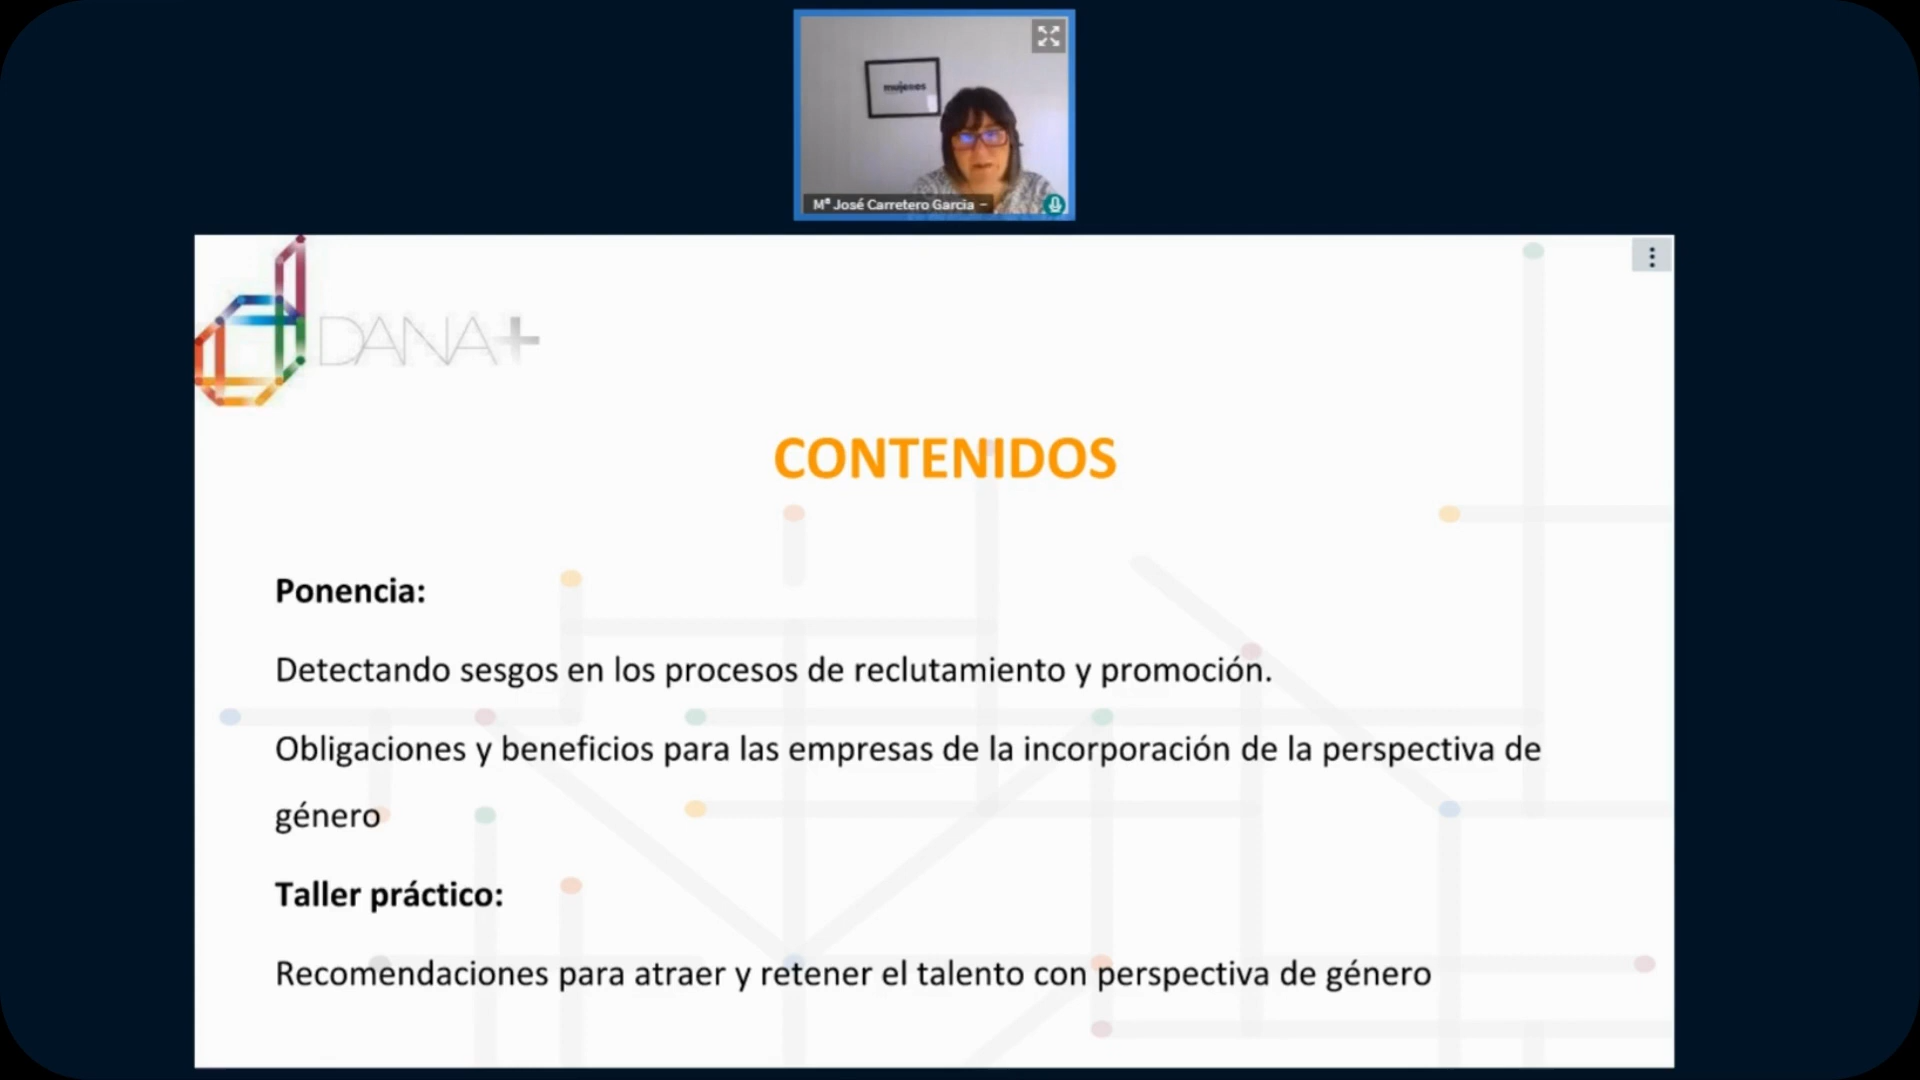 mujeres
Mª José Carretero Garcia
DANA+
CONTENIDOS
Ponencia:
Detectando sesgos en los procesos de reclutamiento y promoción.
Obligaciones y beneficios para las empresas de la incorporación de la perspectiva de
género
Taller práctico:
Recomendaciones para atraer y retener el talento con perspectiva de género